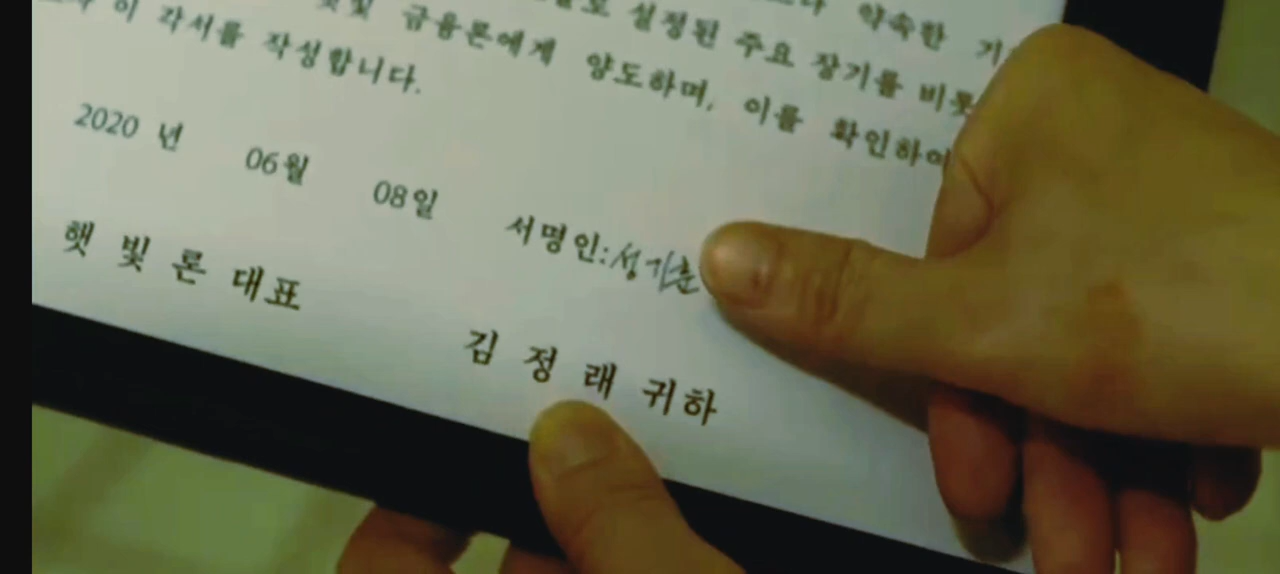 약속한
설정된 주요 장기를
금융론에게 양도하며, 이를 확인하여
이 각서를 작성합니다.
2020 년 06월 08일 서명인:성기훈
햇빛론 대표
김정래 귀하